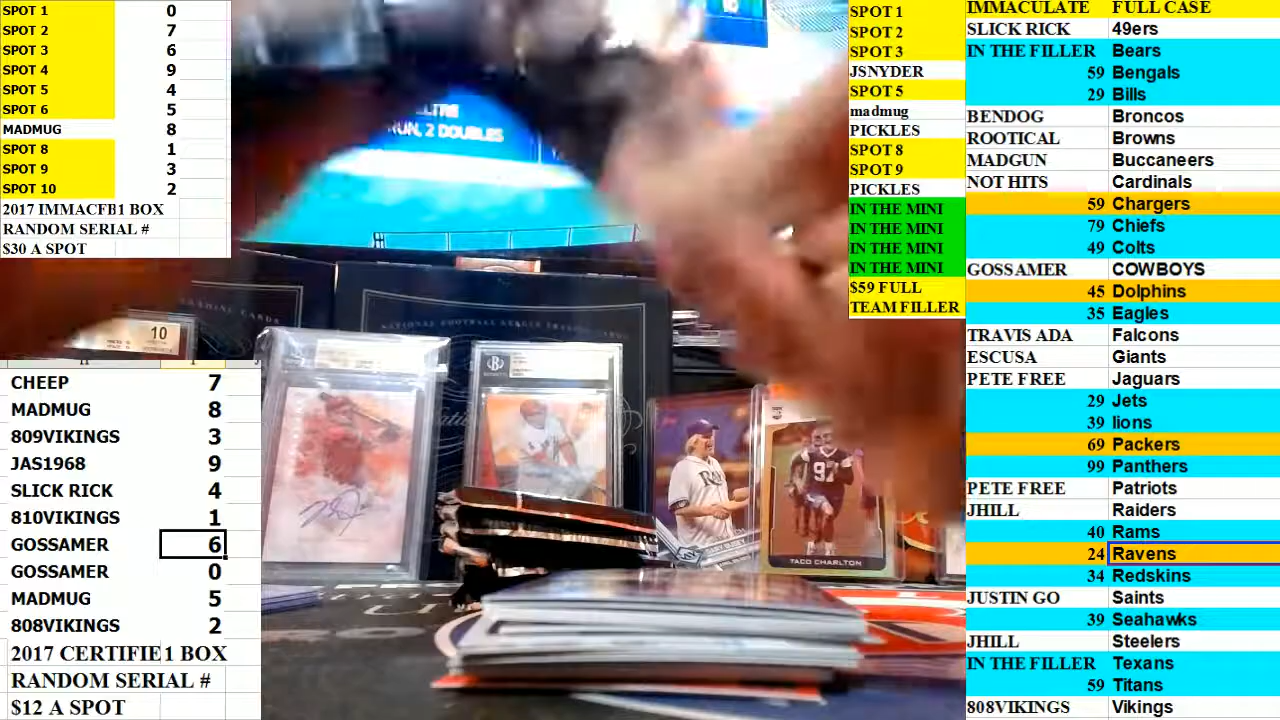 SPOT 1 0
SPOT 2 7
SPOT 3 6
SPOT 4 9
SPOT 5 4
SPOT 6 5
MADMUG 8
SPOT 8 1
SPOT 9 3
SPOT 10 2
2017 IMMACFB1 BOX
RANDOM SERIAL #
$30 A SPOT
CHEEP 7
MADMUG 8
809VIKINGS 3
JAS1968 9
SLICK RICK 4
810VIKINGS 1
GOSSAMER 6
GOSSAMER 0
MADMUG 5
808VIKINGS 2
2017 CERTIFIE1 BOX
RANDOM SERIAL #
$12 A SPOT
RUN, 2 DOUBLES
10
NATIONAL FOOTBALL LEAGUE TRADING CARDS
97
TACO CHARLTON
SPOT 1
SPOT 2
SPOT 3
JSNYDER
SPOT 5
madmug
PICKLES
SPOT 8
SPOT 9
PICKLES
IN THE MINI
IN THE MINI
IN THE MINI
IN THE MINI
$59 FULL
TEAM FILLER
IMMACULATE FULL CASE
SLICK RICK 49ers
IN THE FILLER Bears
59 Bengals
29 Bills
BENDOG Broncos
ROOTICAL Browns
MADGUN Buccaneers
NOT HITS Cardinals
59 Chargers
79 Chiefs
49 Colts
GOSSAMER COWBOYS
45 Dolphins
35 Eagles
TRAVIS ADA Falcons
ESCUSA Giants
PETE FREE Jaguars
29 Jets
39 lions
69 Packers
99 Panthers
PETE FREE Patriots
JHILL Raiders
40 Rams
24 Ravens
34 Redskins
JUSTIN GO Saints
39 Seahawks
JHILL Steelers
IN THE FILLER Texans
59 Titans
808VIKINGS Vikings